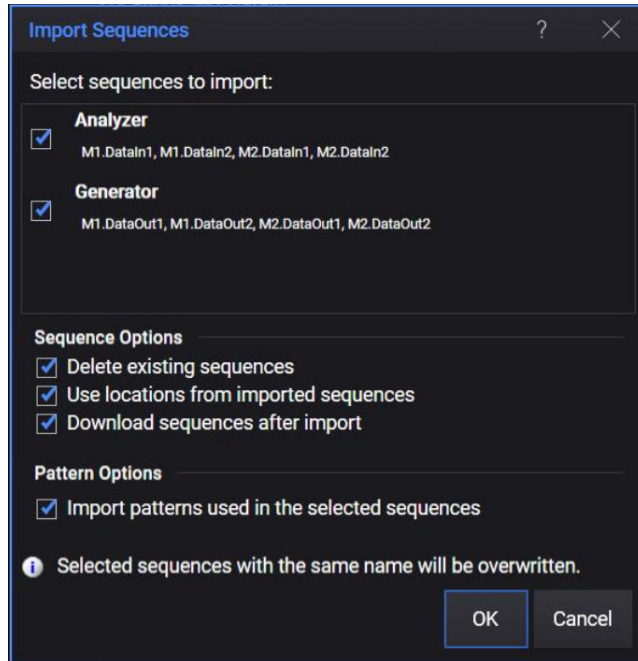 Import Sequences ?
Select sequences to import:
Analyzer
M1.DataIn1, M1.DataIn2, M2.DataIn1, M2.DataIn2
Generator
M1.DataOut1, M1.DataOut2, M2.DataOut1, M2.DataOut2
Sequence Options
Delete existing sequences
Use locations from imported sequences
Download sequences after import
Pattern Options
Import patterns used in the selected sequences
Selected sequences with the same name will be overwritten.
OK Cancel